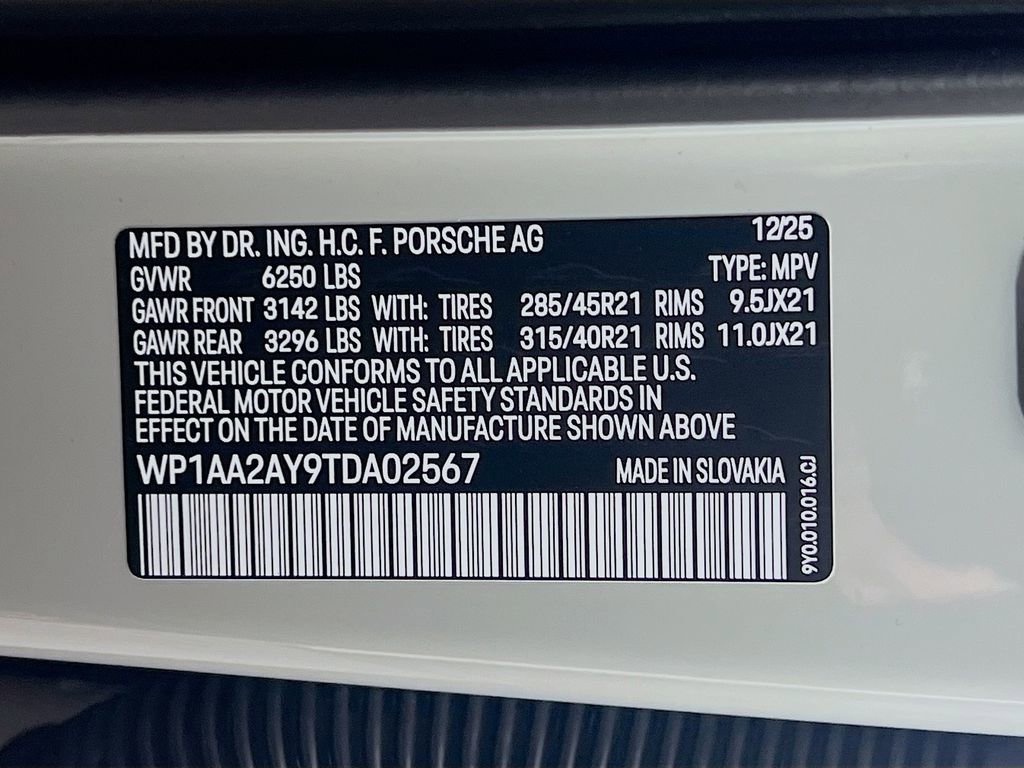 MFD BY DR. ING. H.C. F. PORSCHE AG 12/25
GVWR 6250 LBS TYPE: MPV
GAWR FRONT 3142 LBS WITH: TIRES 285/45R21 RIMS 9.5JX21
GAWR REAR 3296 LBS WITH: TIRES 315/40R21 RIMS 11.0JX21
THIS VEHICLE CONFORMS TO ALL APPLICABLE U.S.
FEDERAL MOTOR VEHICLE SAFETY STANDARDS IN
EFFECT ON THE DATE OF MANUFACTURE SHOWN ABOVE
WP1AA2AY9TDA02567 MADE IN SLOVAKIA
9Y0.010.016.CJ